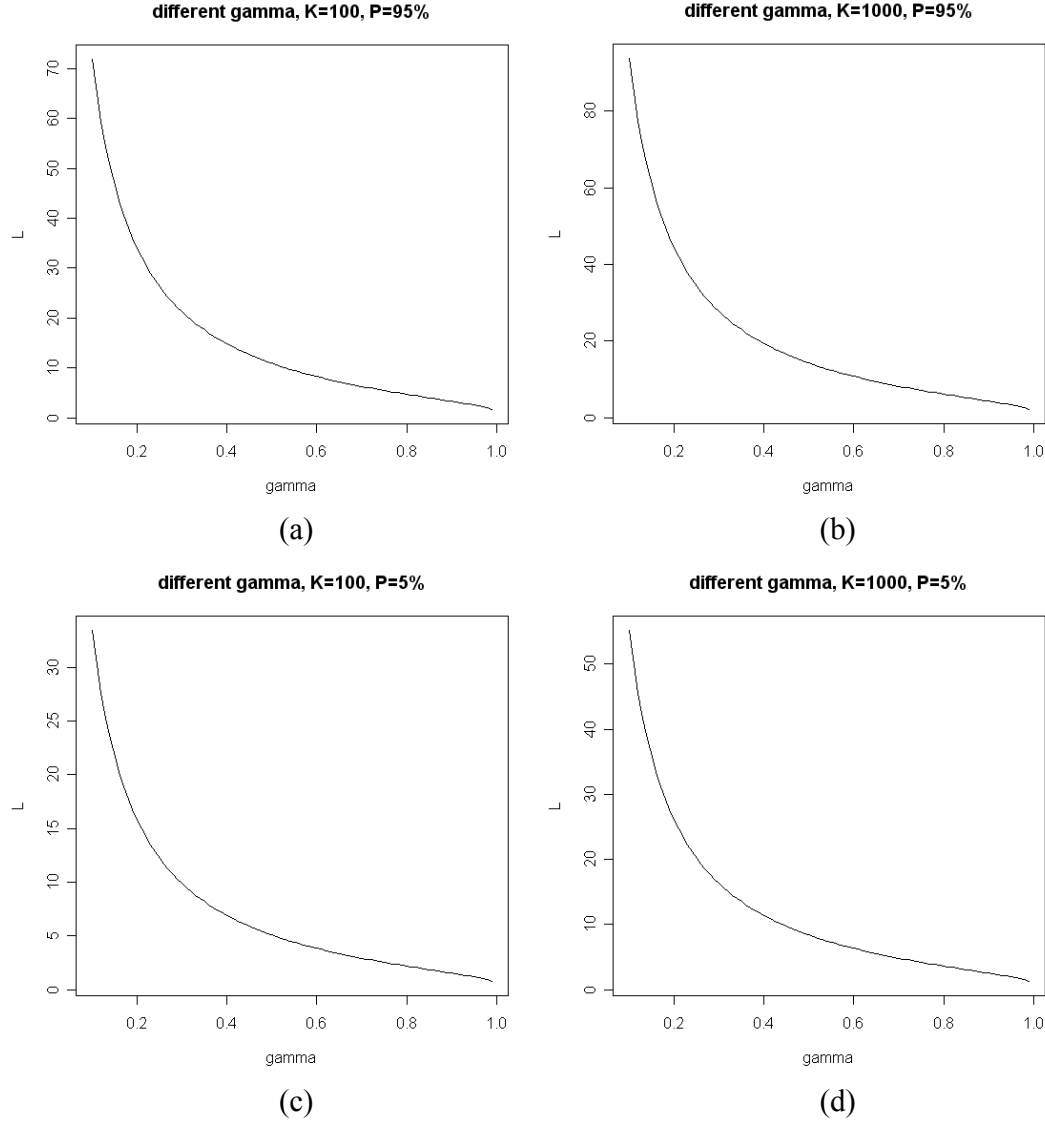 different gamma, K=100, P=95%
L
0 10 20 30 40 50 60 70
0.2 0.4 0.6 0.8 1.0
gamma
(a)
different gamma, K=1000, P=95%
L
0 20 40 60 80
0.2 0.4 0.6 0.8 1.0
gamma
(b)
different gamma, K=100, P=5%
L
0 5 10 15 20 25 30
0.2 0.4 0.6 0.8 1.0
gamma
(c)
different gamma, K=1000, P=5%
L
0 10 20 30 40 50
0.2 0.4 0.6 0.8 1.0
gamma
(d)